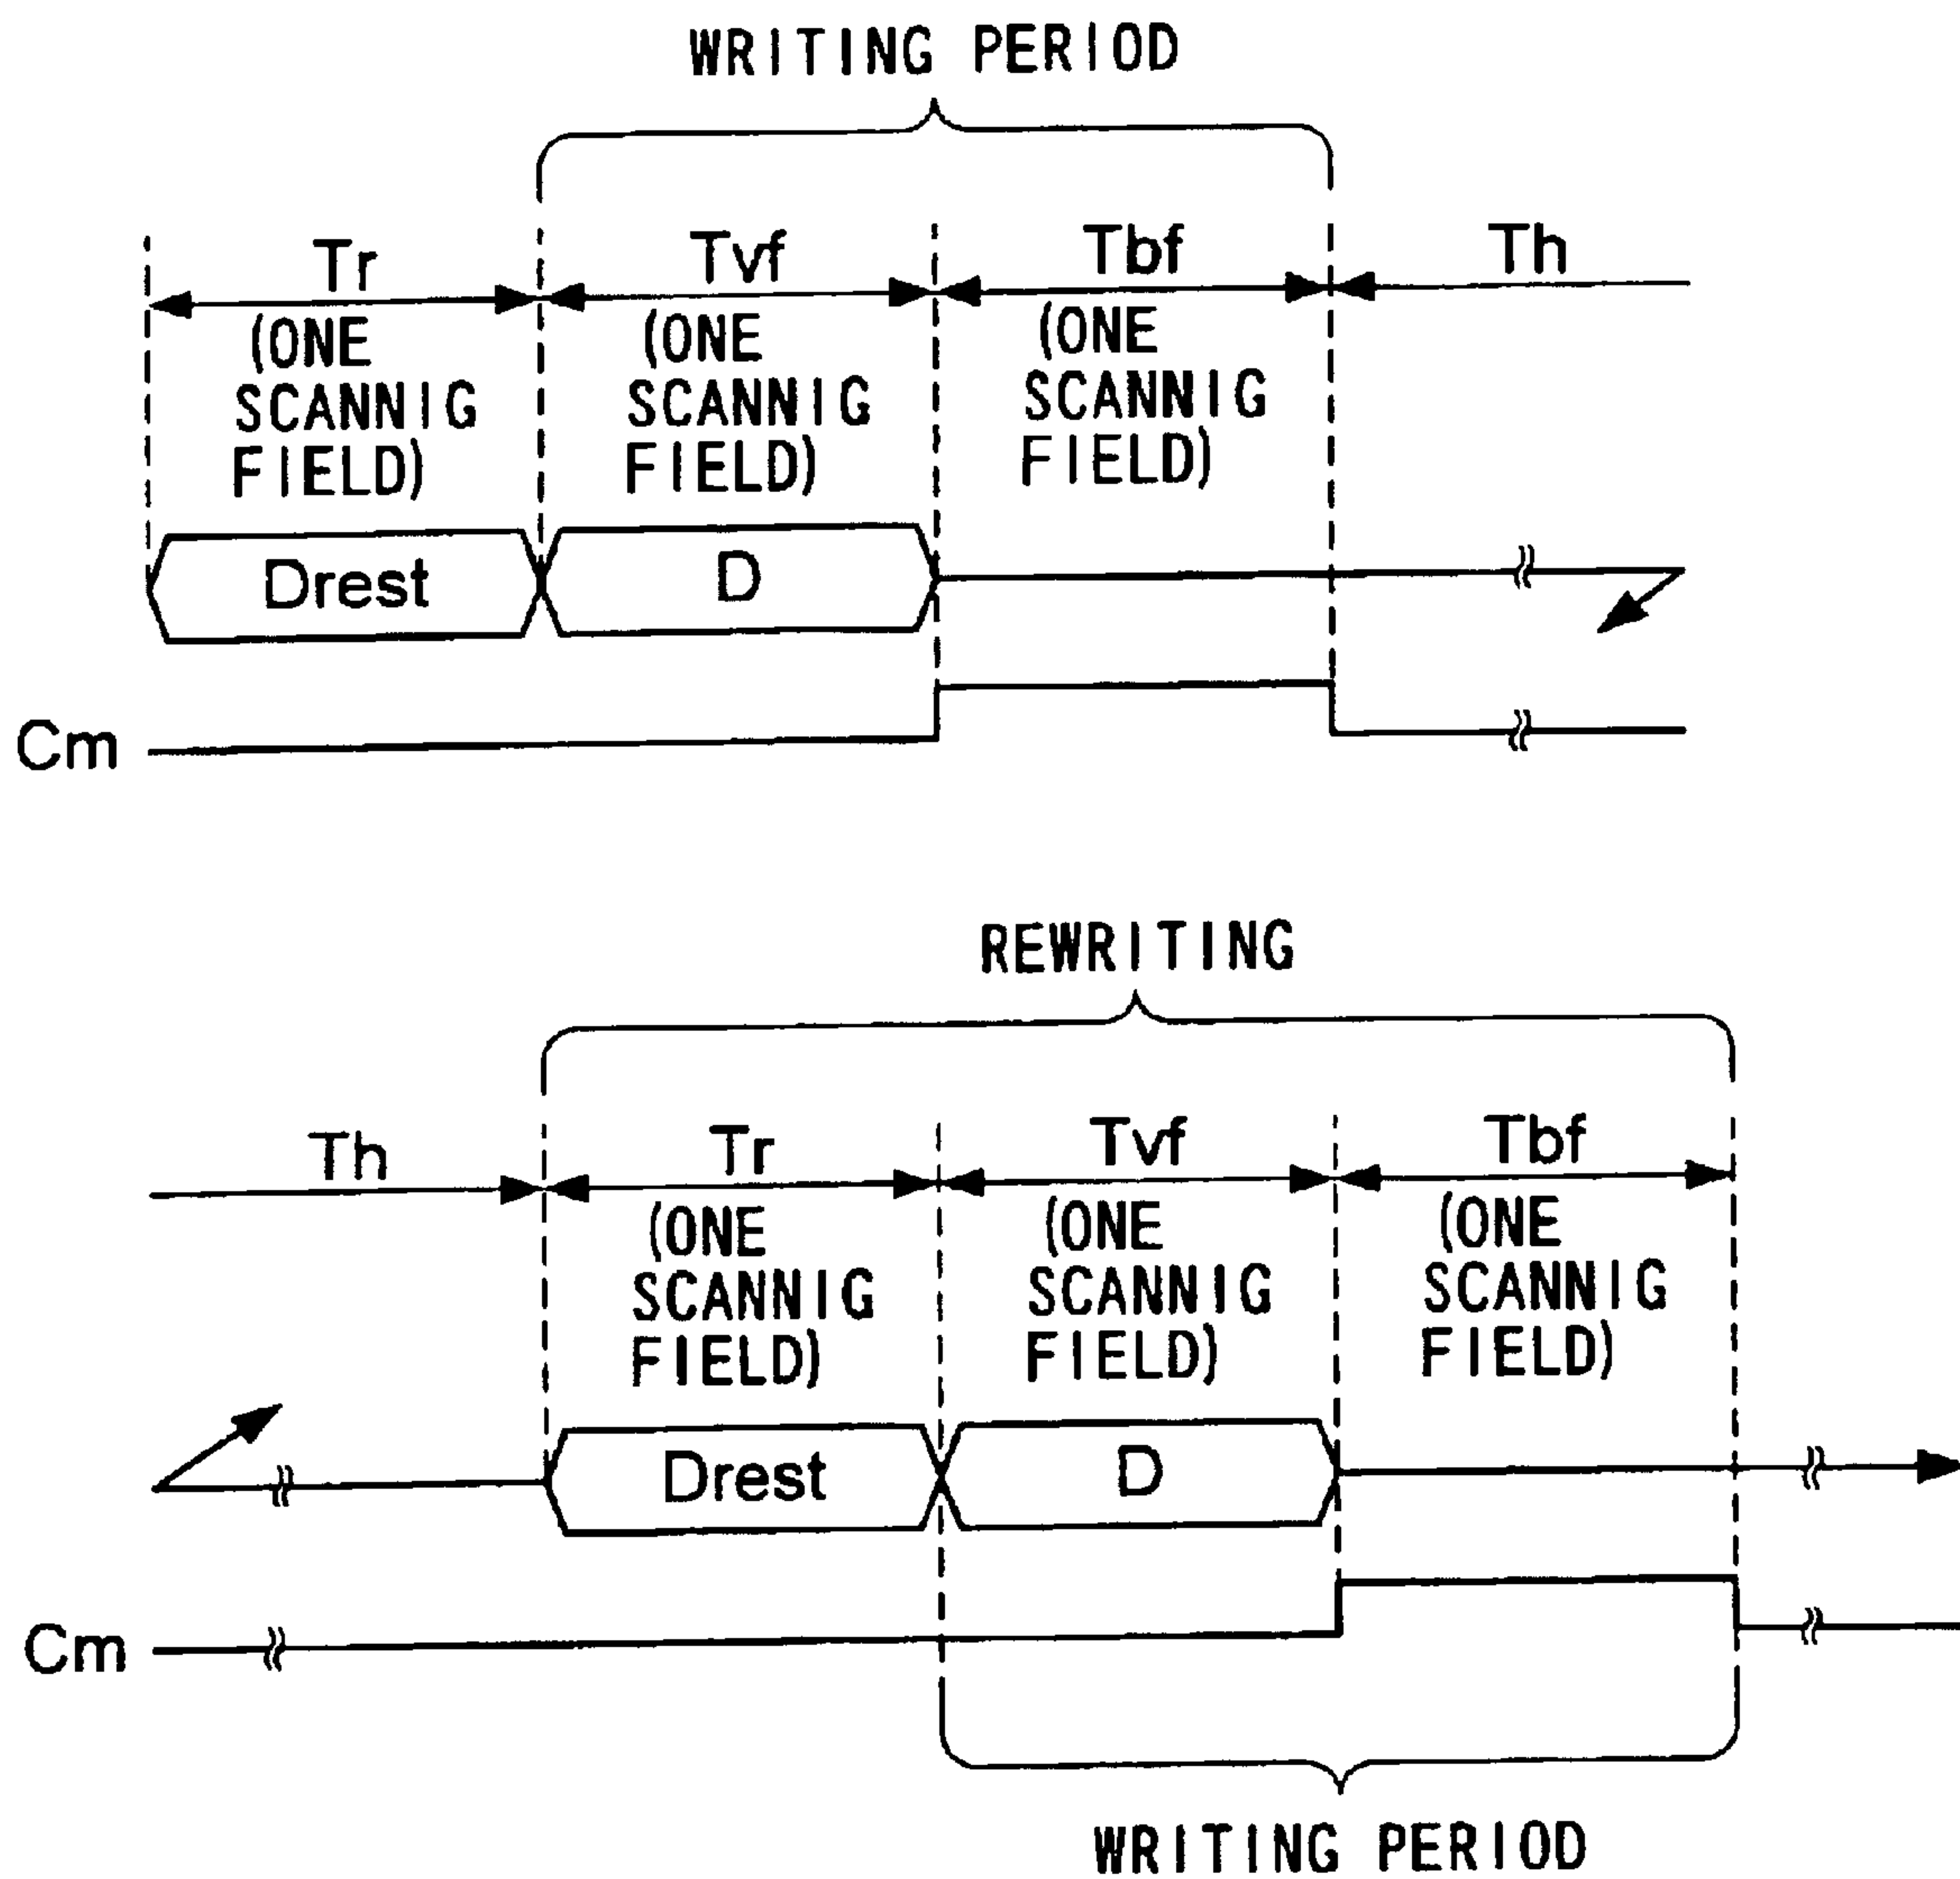 WRITING PERIOD
Tr Tvf Tbf Th
(ONE (ONE (ONE
SCANNIG SCANNIG SCANNIG
FIELD) FIELD) FIELD)
Drest D
Cm
REWRITING
Th Tr Tvf Tbf
(ONE (ONE (ONE
SCANNIG SCANNIG SCANNIG
FIELD) FIELD) FIELD)
Drest D
Cm
WRITING PERIOD